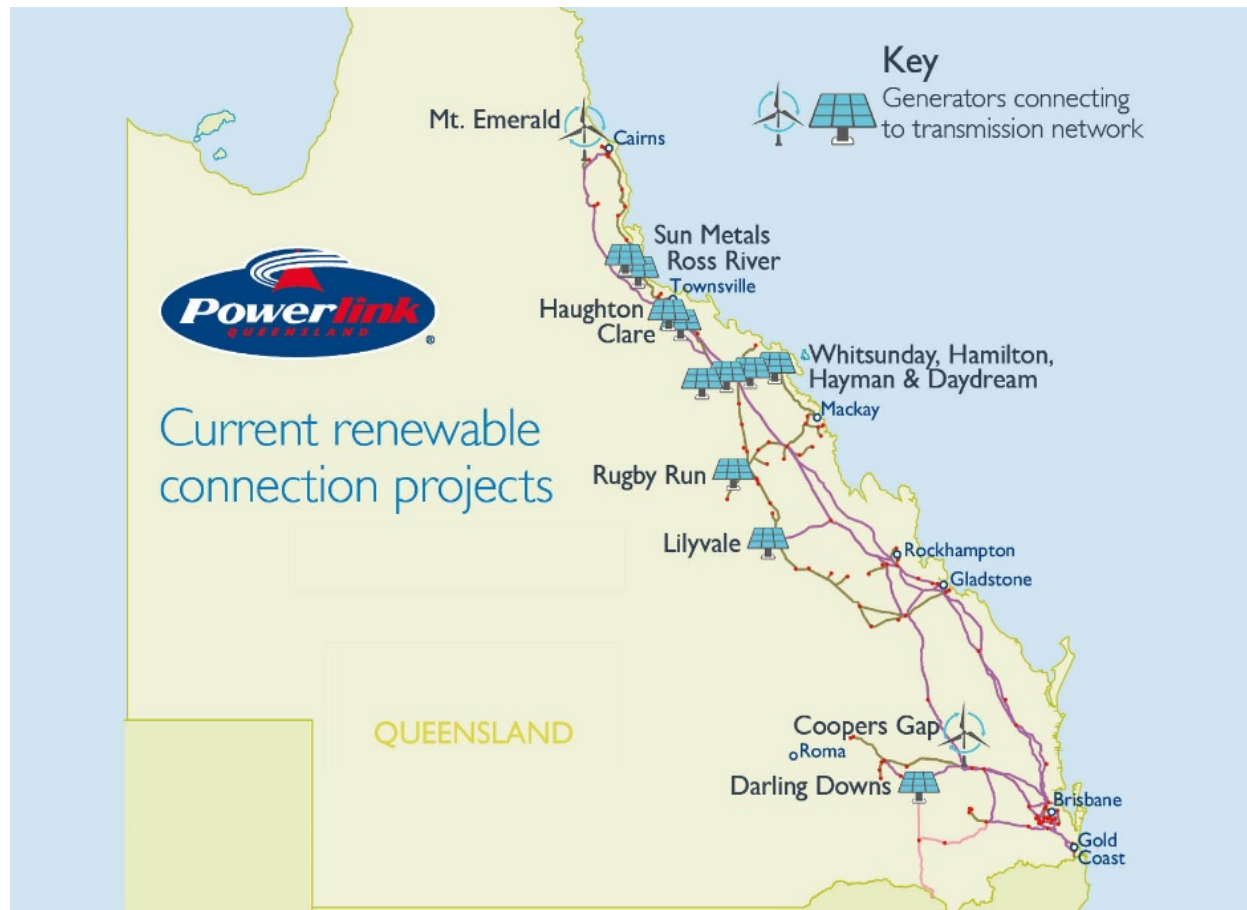 Key
Generators connecting
to transmission network
Mt. Emerald
Cairns
Sun Metals
Ross River
Townsville
Haughton
Clare
Whitsunday, Hamilton,
Hayman & Daydream
Mackay
Powerlink
QUEENSLAND
®
Current renewable
connection projects
Rugby Run
Lilyvale
Rockhampton
Gladstone
QUEENSLAND
Coopers Gap
Roma
Darling Downs
Brisbane
Gold
Coast